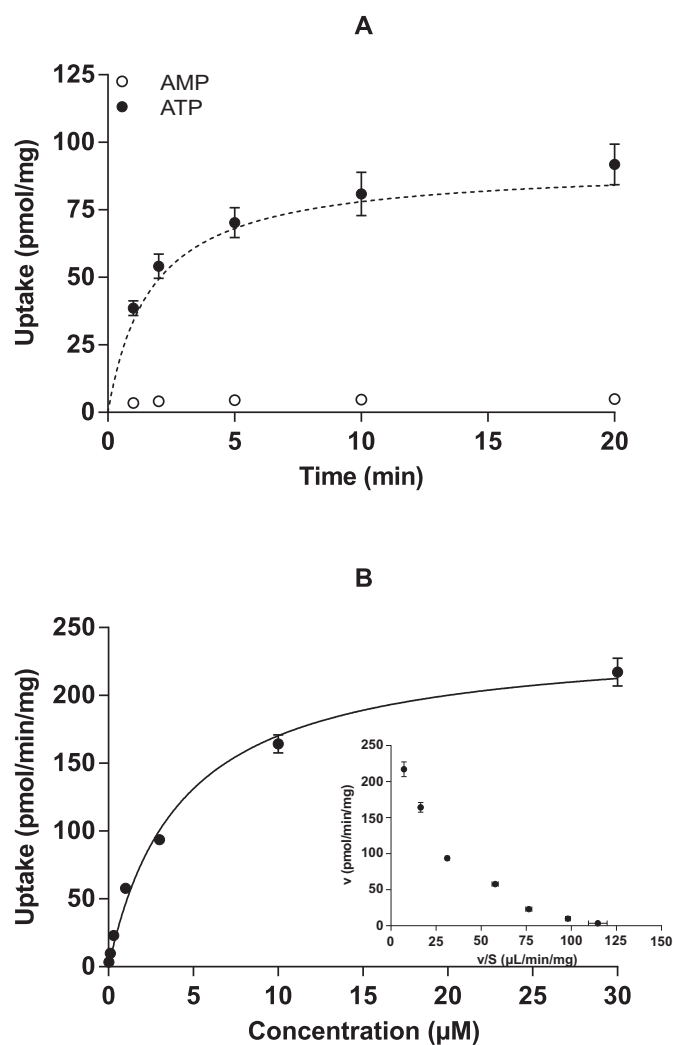 A
125
100
75
50
25
0
Uptake (pmol/mg)
AMP
ATP
0 5 10 15 20
Time (min)
B
250
200
150
100
50
0
Uptake (pmol/min/mg)
250
200
150
100
50
0
v (pmol/min/mg)
0 25 50 75 100 125 150
v/S (µL/min/mg)
0 5 10 15 20 25 30
Concentration (µM)